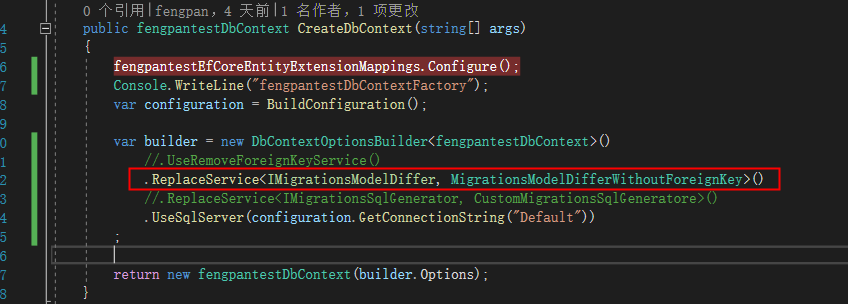 0 个引用|fengpan，4 天前|1 名作者，1 项更改
4 public fengpantestDbContext CreateDbContext(string[] args)
5 {
6 fengpantestEfCoreEntityExtensionMappings.Configure();
7 Console.WriteLine("fengpantestDbContextFactory");
8 var configuration = BuildConfiguration();
9
0 var builder = new DbContextOptionsBuilder<fengpantestDbContext>()
1 //.UseRemoveForeignKeyService()
2 .ReplaceService<IMigrationsModelDiffer, MigrationsModelDifferWithoutForeignKey>()
3 //.ReplaceService<IMigrationsSqlGenerator, CustomMigrationsSqlGeneratore>()
4 .UseSqlServer(configuration.GetConnectionString("Default"))
5 ;
6
7 return new fengpantestDbContext(builder.Options);
8 }